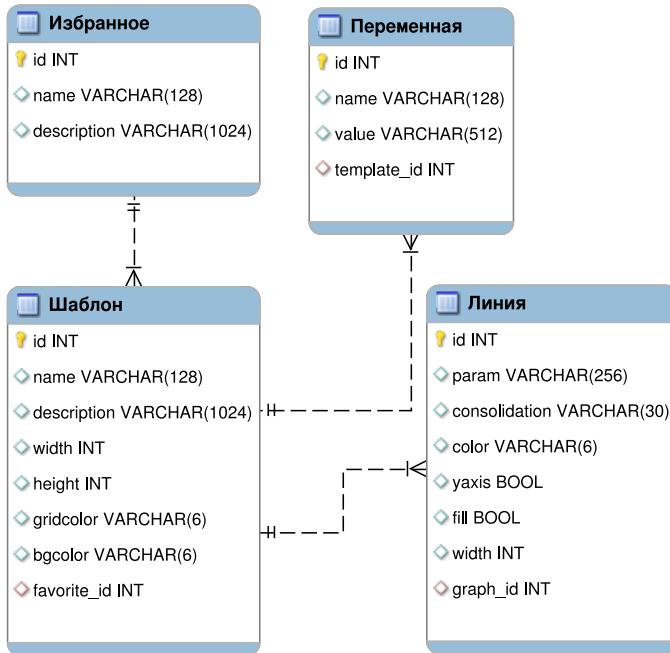 Избранное
id INT
name VARCHAR(128)
description VARCHAR(1024)
Переменная
id INT
name VARCHAR(128)
value VARCHAR(512)
template_id INT
Шаблон
id INT
name VARCHAR(128)
description VARCHAR(1024)
width INT
height INT
gridcolor VARCHAR(6)
bgcolor VARCHAR(6)
favorite_id INT
Линия
id INT
param VARCHAR(256)
consolidation VARCHAR(30)
color VARCHAR(6)
yaxis BOOL
fill BOOL
width INT
graph_id INT